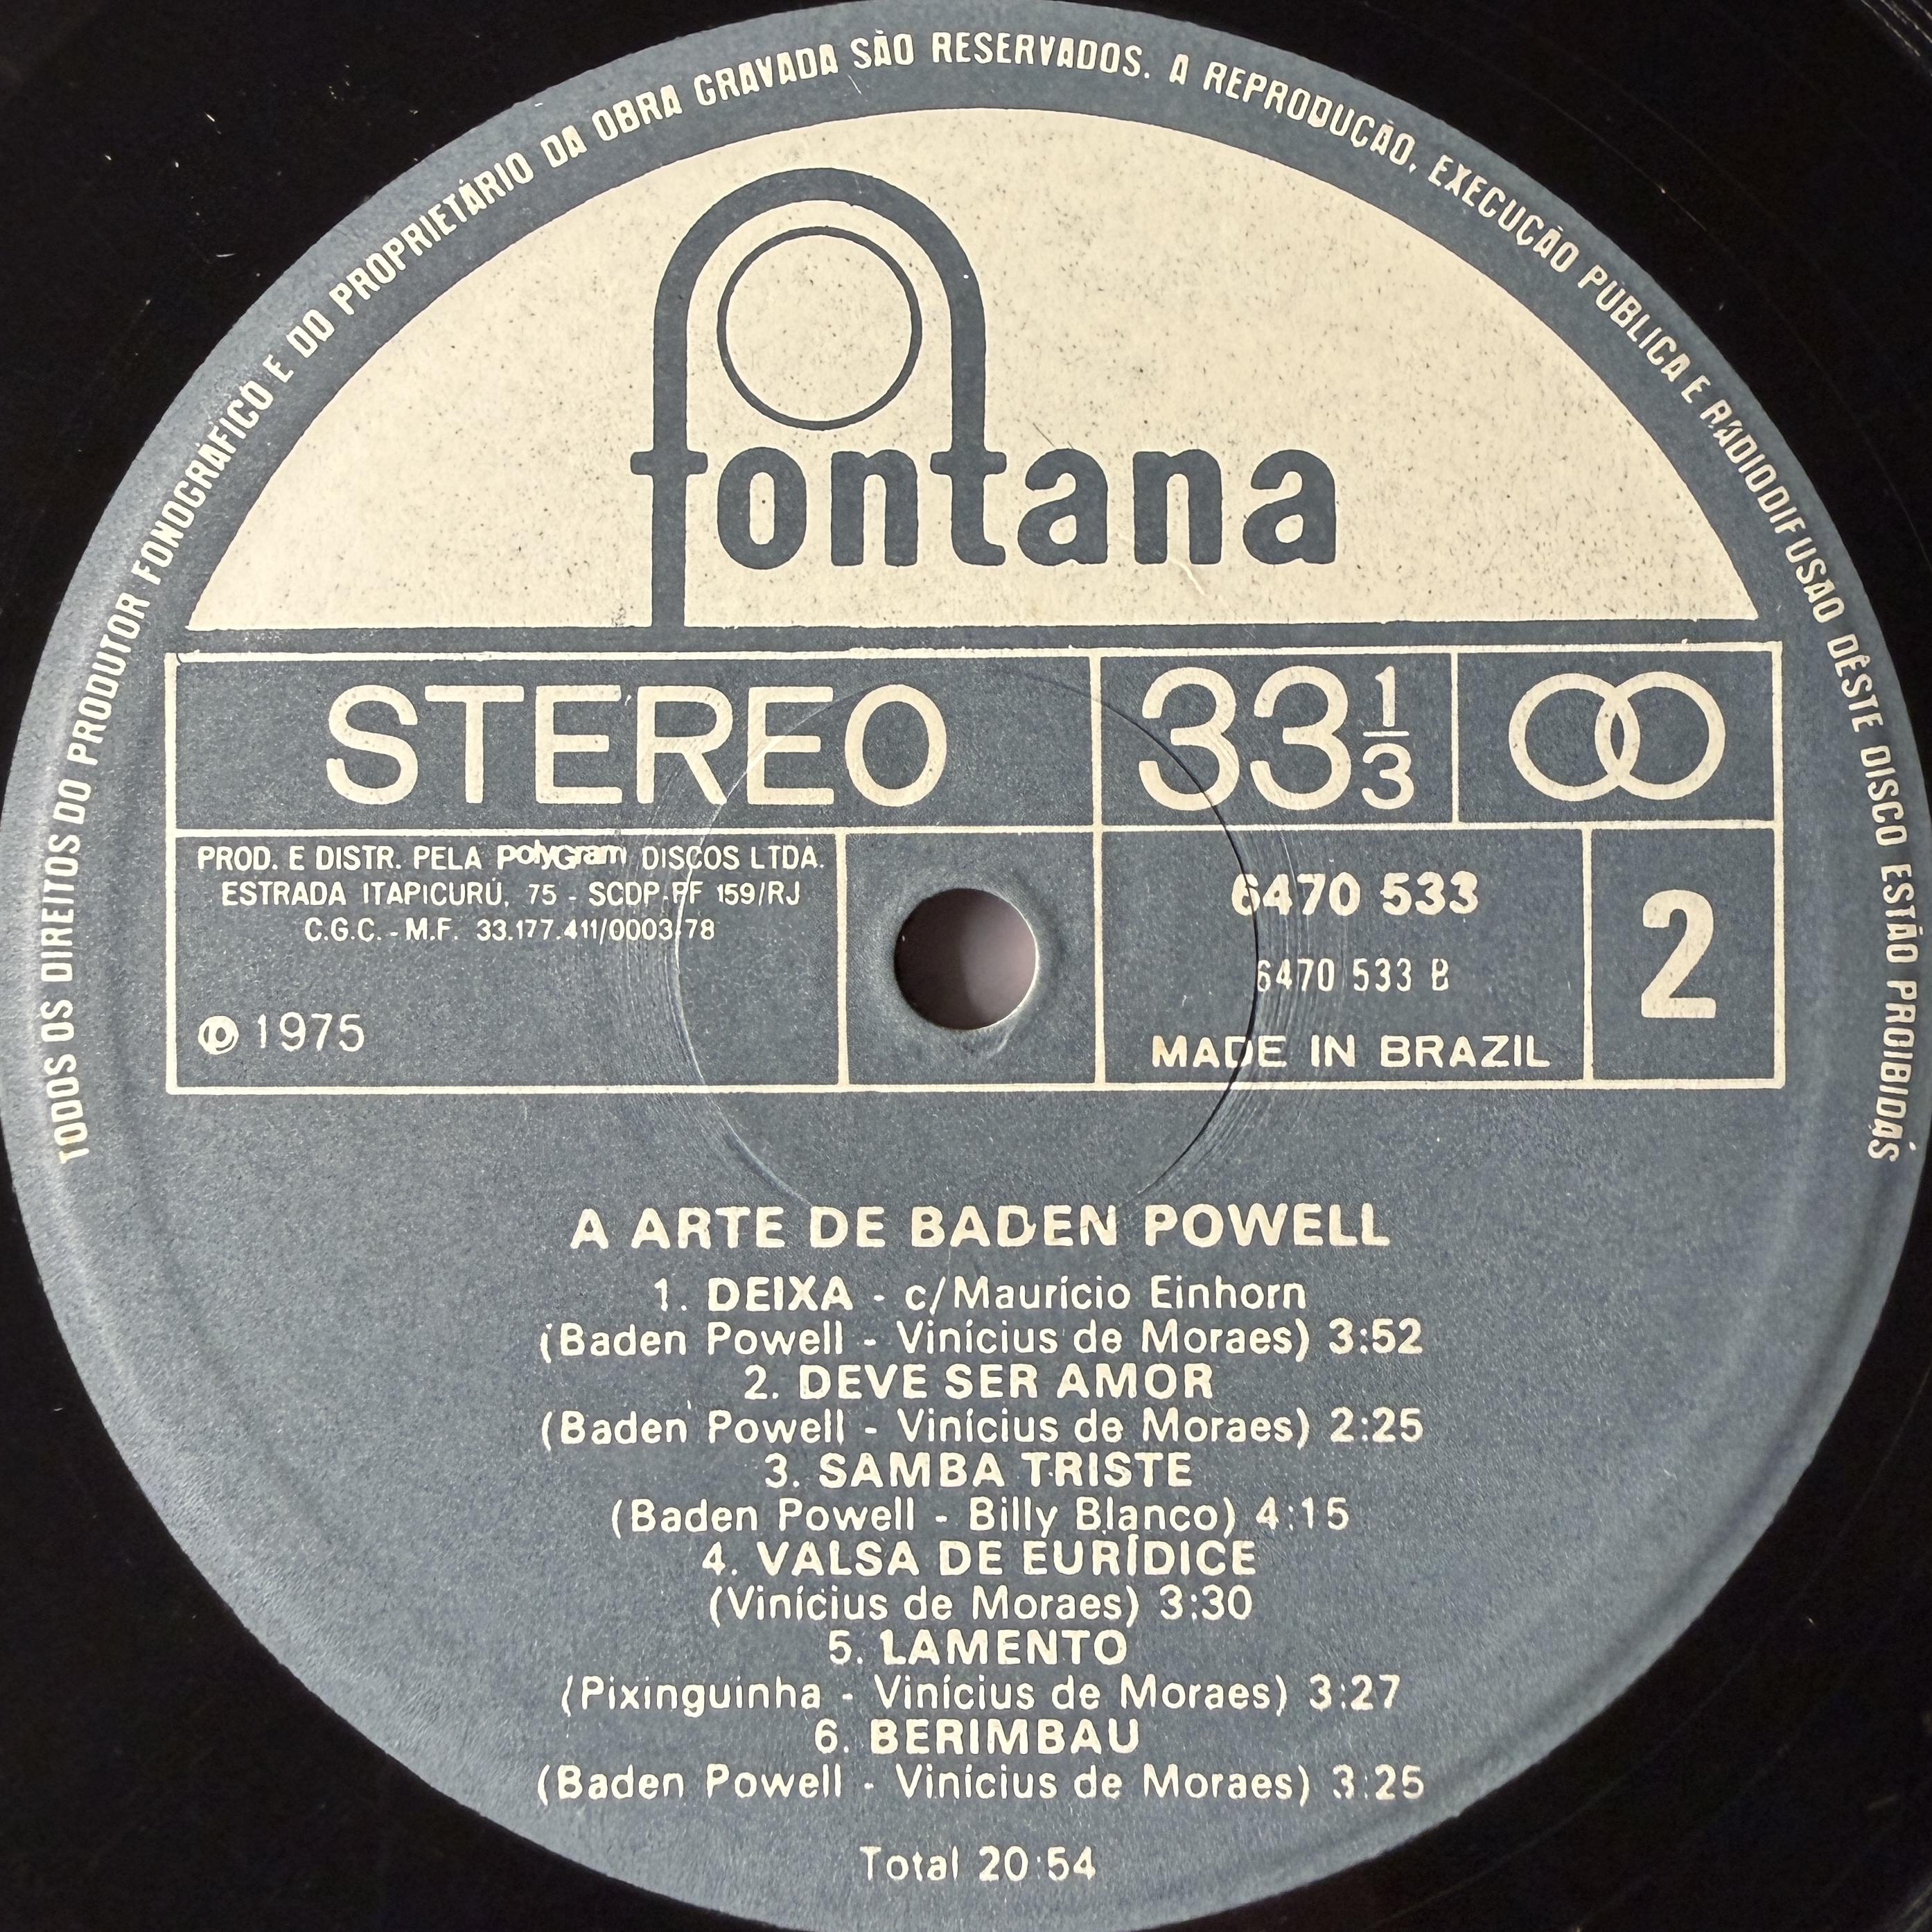 TODOS OS DIREITOS DO PRODUTOR FONOGRÁFICO E DO PROPRIETÁRIO DA OBRA GRAVADA SÃO RESERVADOS. A REPRODUÇÃO, EXECUÇÃO PÚBLICA E RÁDIODIFUSÃO DÊSTE DISCO ESTÃO PROIBIDAS
fontana
STEREO
33 1/3
PROD. E DISTR. PELA PolyGram DISCOS LTDA.
ESTRADA ITAPICURÚ, 75 - SCDP-PF 159/RJ
C.G.C. - M.F. 33.177.411/0003-78
℗ 1975
6470 533
6470 533 B
MADE IN BRAZIL
2
A ARTE DE BADEN POWELL
1. DEIXA - c/Maurício Einhorn
(Baden Powell - Vinícius de Moraes) 3:52
2. DEVE SER AMOR
(Baden Powell - Vinícius de Moraes) 2:25
3. SAMBA TRISTE
(Baden Powell - Billy Blanco) 4:15
4. VALSA DE EURÍDICE
(Vinícius de Moraes) 3:30
5. LAMENTO
(Pixinguinha - Vinícius de Moraes) 3:27
6. BERIMBAU
(Baden Powell - Vinícius de Moraes) 3:25
Total 20:54